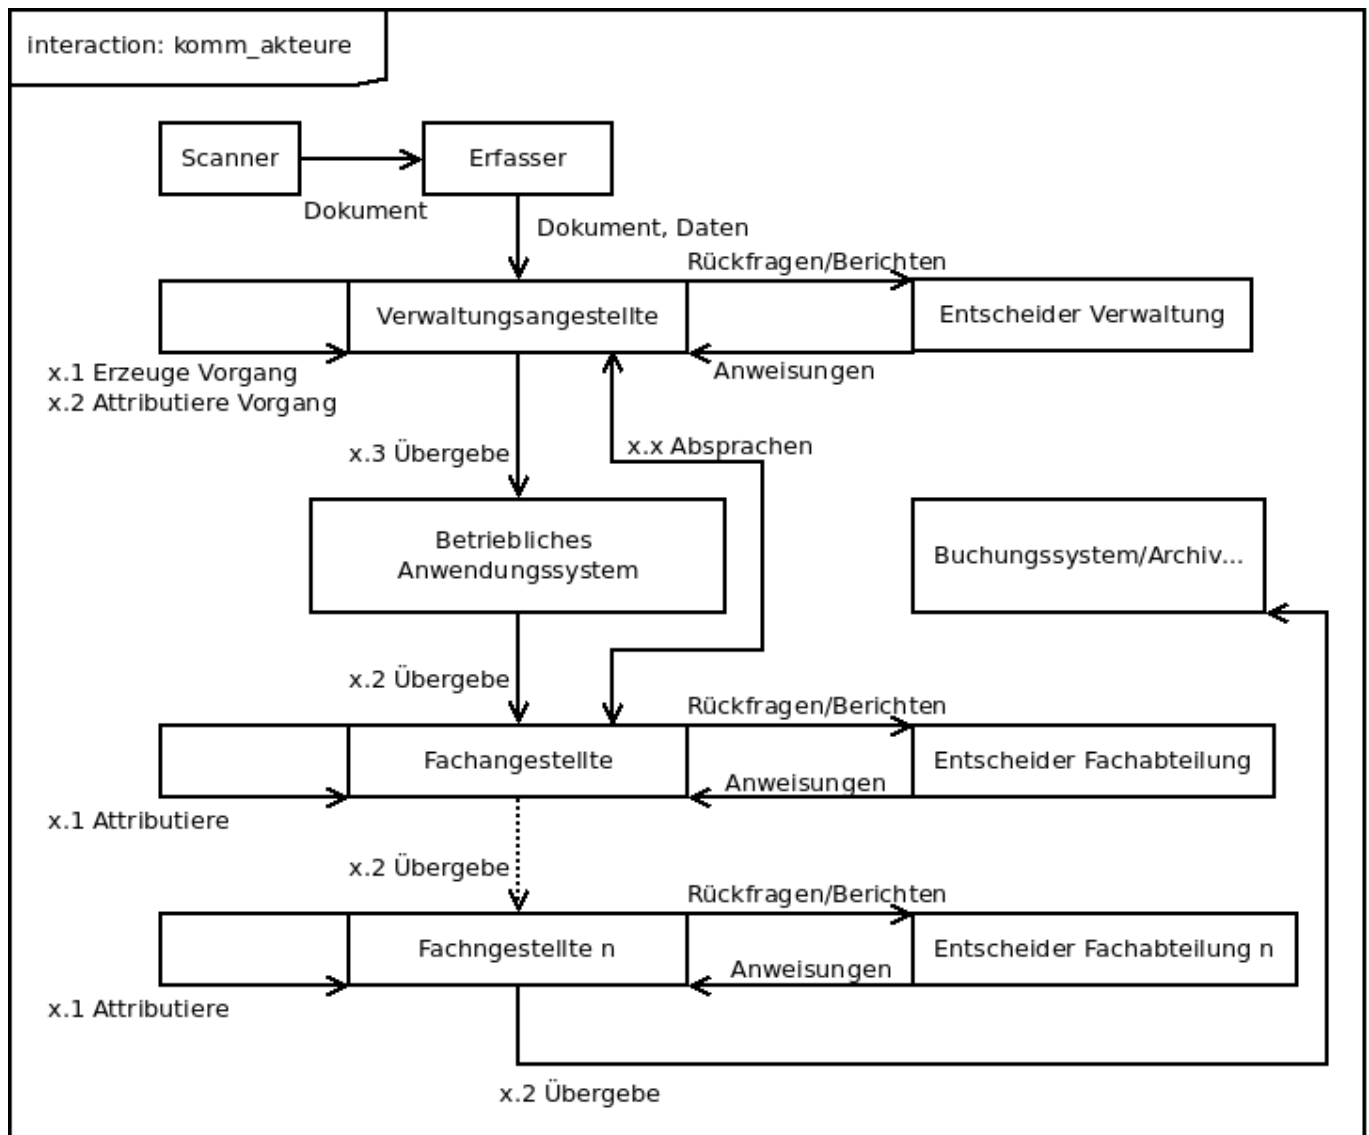 interaction: komm_akteure
Scanner
Erfasser
Dokument
Dokument, Daten
Rückfragen/Berichten
Verwaltungsangestellte
Entscheider Verwaltung
x.1 Erzeuge Vorgang
Anweisungen
x.2 Attributiere Vorgang
x.3 Übergebe
x.x Absprachen
Betriebliches
Anwendungssystem
Buchungssystem/Archiv...
x.2 Übergebe
Rückfragen/Berichten
Fachangestellte
Entscheider Fachabteilung
Anweisungen
x.1 Attributiere
x.2 Übergebe
Rückfragen/Berichten
Fachngestellte n
Entscheider Fachabteilung n
Anweisungen
x.1 Attributiere
x.2 Übergebe